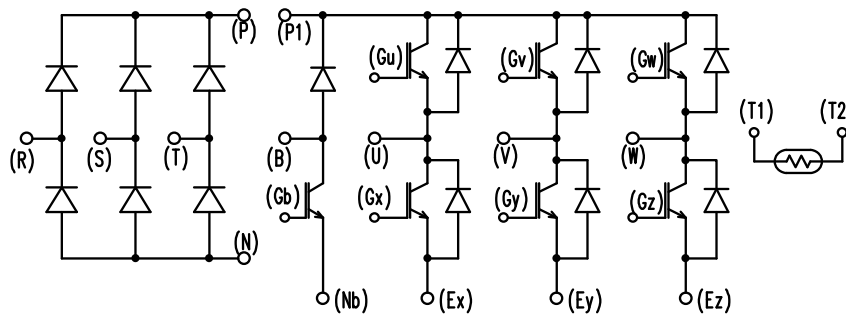 (P) (P1)
(Gu) (Gv) (Gw)
(T1) (T2
(R) (S) (T) (B) (U) (V) (W)
(Gb) (Gx) (Gy) (Gz)
(N)
(Nb) (Ex) (Ey) (Ez)